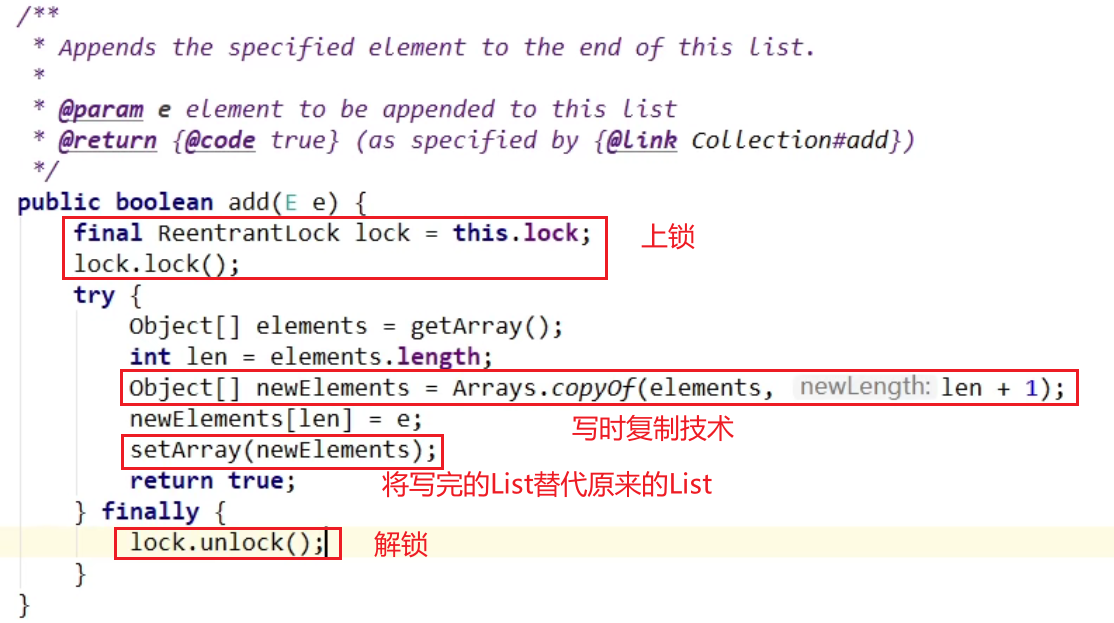 /**
* Appends the specified element to the end of this list.
*
* @param e element to be appended to this list
* @return {@code true} (as specified by {@link Collection#add})
*/
public boolean add(E e) {
final ReentrantLock lock = this.lock; 上锁
lock.lock();
try {
Object[] elements = getArray();
int len = elements.length;
Object[] newElements = Arrays.copyOf(elements, newLength: len + 1);
newElements[len] = e; 写时复制技术
setArray(newElements);
return true; 将写完的List替代原来的List
} finally {
lock.unlock(); 解锁
}
}